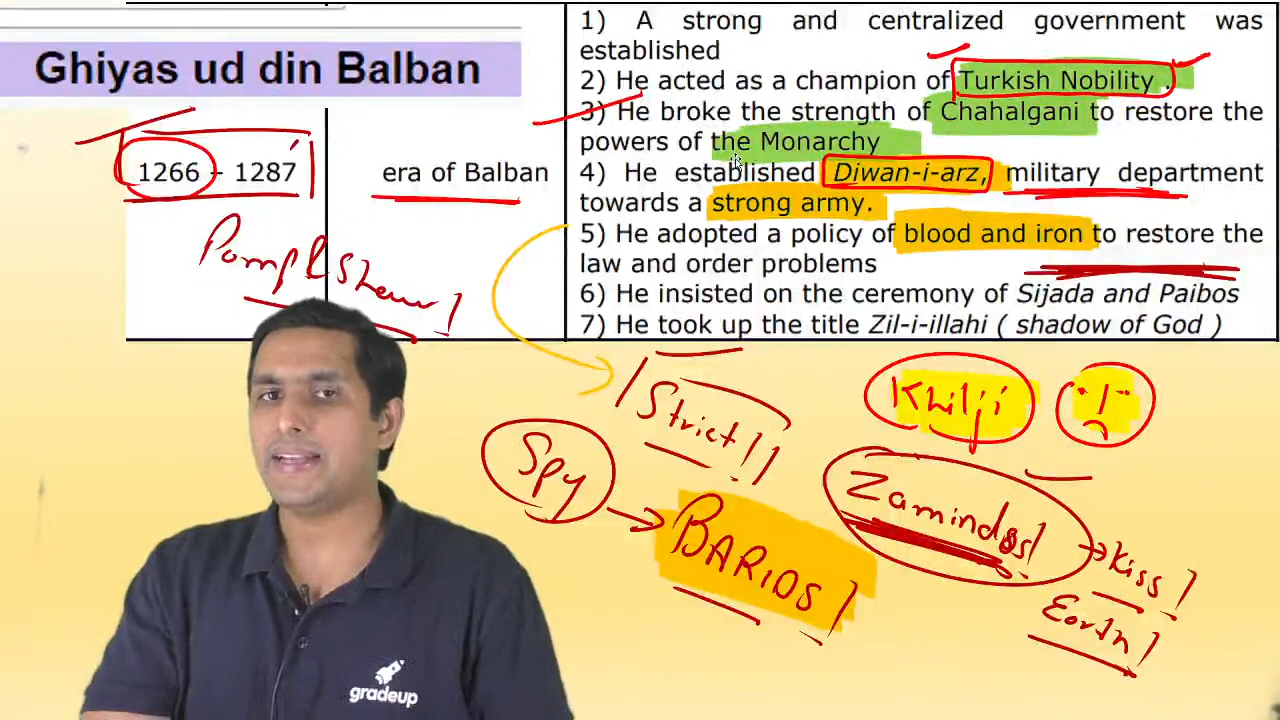 Ghiyas ud din Balban
1266 - 1287
era of Balban
Pomp & Show!
1) A strong and centralized government was
established
2) He acted as a champion of Turkish Nobility .
3) He broke the strength of Chahalgani to restore the
powers of the Monarchy
4) He established Diwan-i-arz, military department
towards a strong army.
5) He adopted a policy of blood and iron to restore the
law and order problems
6) He insisted on the ceremony of Sijada and Paibos
7) He took up the title Zil-i-illahi ( shadow of God )
Strict!!
Khilji
Spy
BARIDS!
Zamindos!
Kiss!
Earth!
gradeup